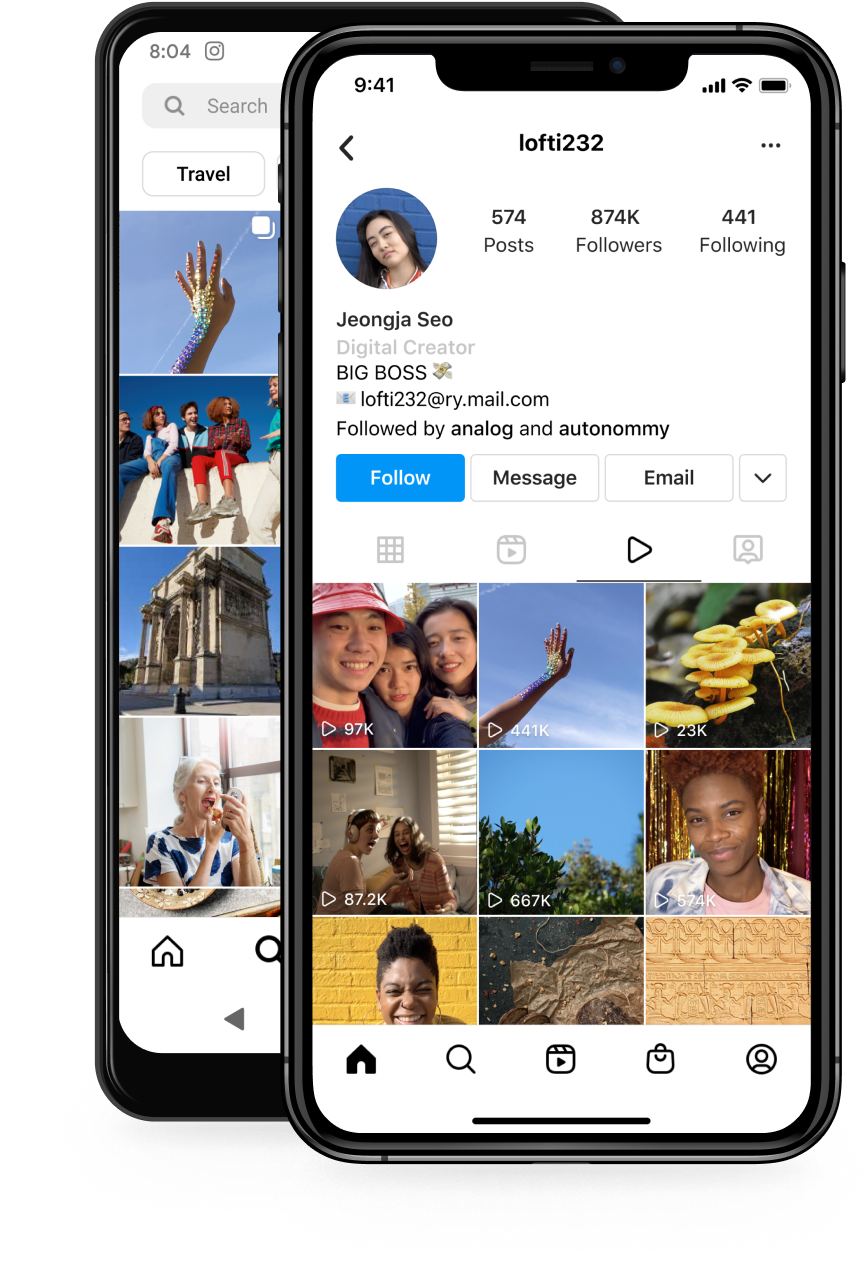 8:04
Search
Travel
9:41
lofti232
574 874K 441
Posts Followers Following
Jeongja Seo
Digital Creator
BIG BOSS 💸
📧 lofti232@ry.mail.com
Followed by analog and autonommy
Follow Message Email
97K 441K 23K
87.2K 667K 574K